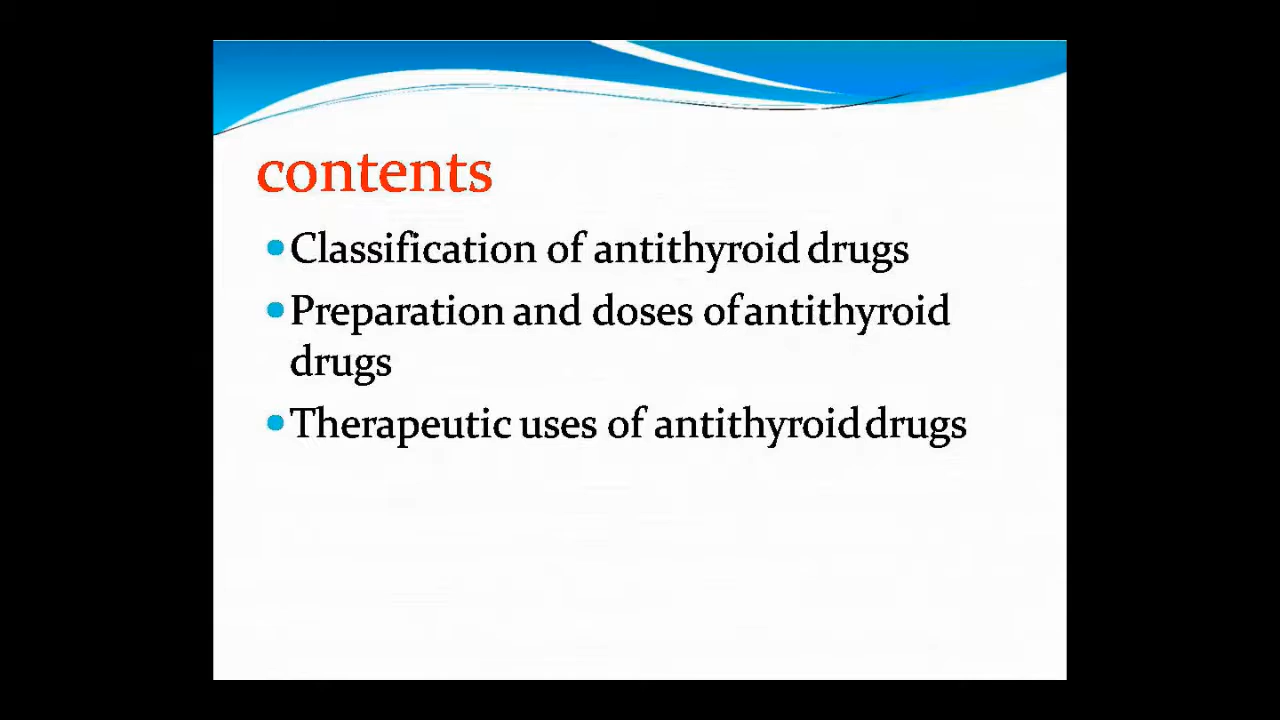 contents
Classification of antithyroid drugs
Preparation and doses of antithyroid
drugs
Therapeutic uses of antithyroid drugs